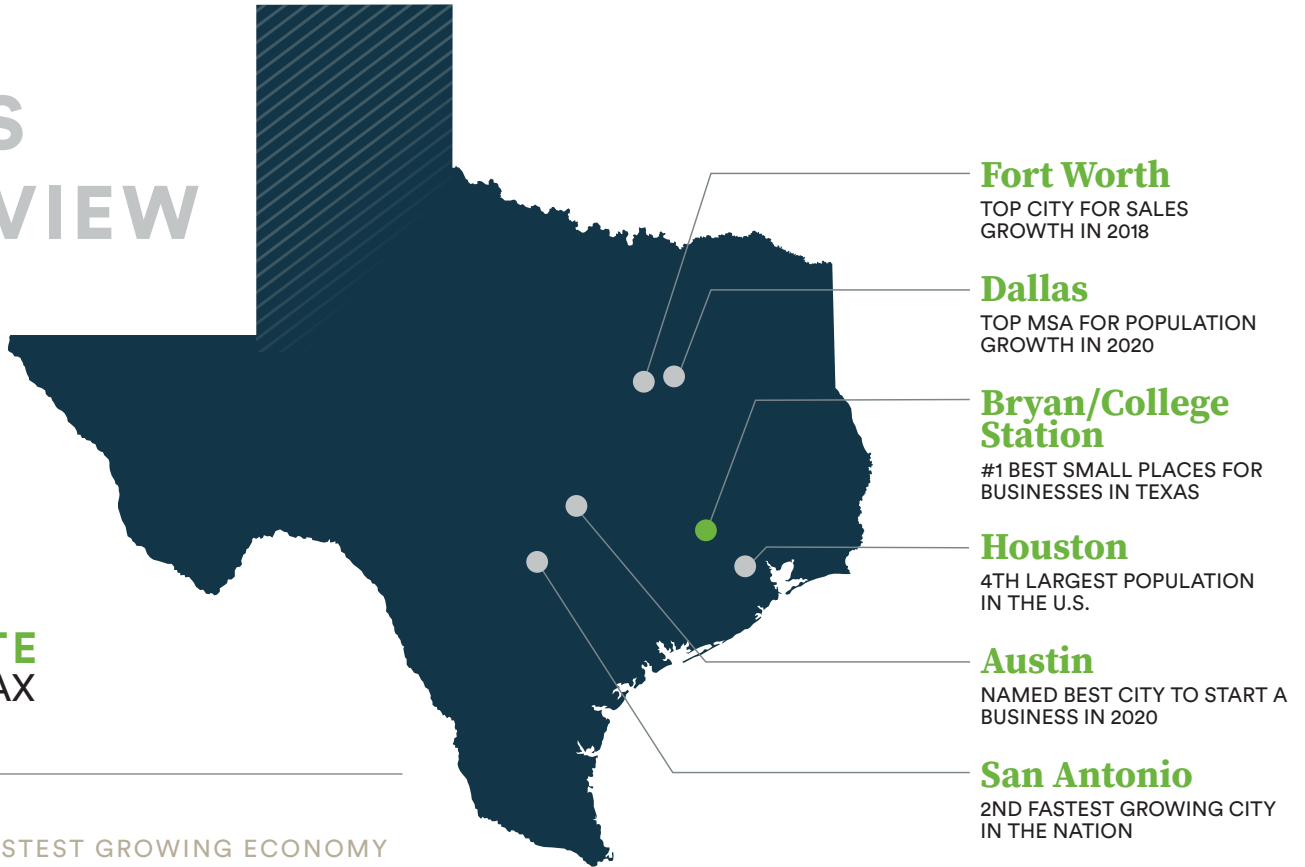 S
VIEW
TE
AX
STEST GROWING ECONOMY
Fort Worth
TOP CITY FOR SALES
GROWTH IN 2018
Dallas
TOP MSA FOR POPULATION
GROWTH IN 2020
Bryan/College
Station
#1 BEST SMALL PLACES FOR
BUSINESSES IN TEXAS
Houston
4TH LARGEST POPULATION
IN THE U.S.
Austin
NAMED BEST CITY TO START A
BUSINESS IN 2020
San Antonio
2ND FASTEST GROWING CITY
IN THE NATION